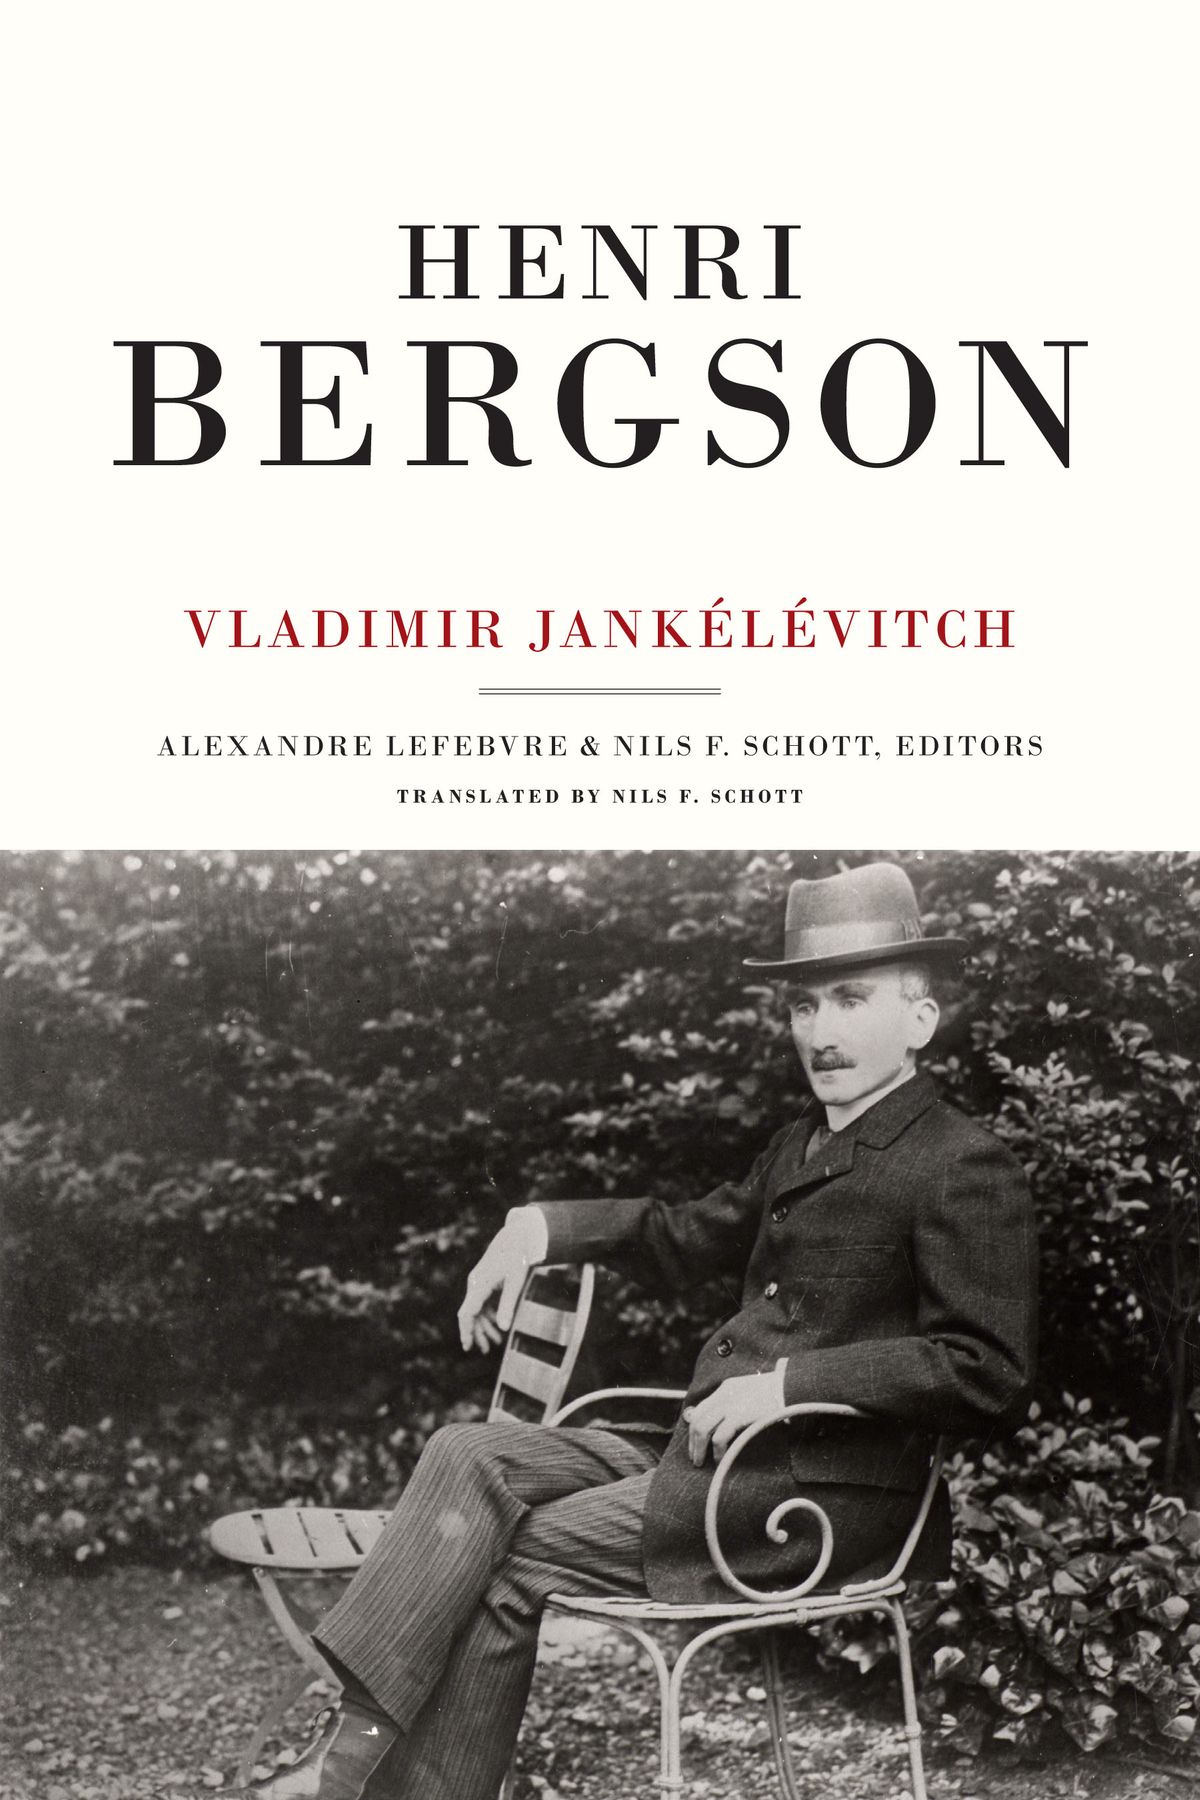 HENRI
BERGSON
VLADIMIR JANKÉLÉVITCH
ALEXANDRE LEFEBVRE & NILS F. SCHOTT, EDITORS
TRANSLATED BY NILS F. SCHOTT